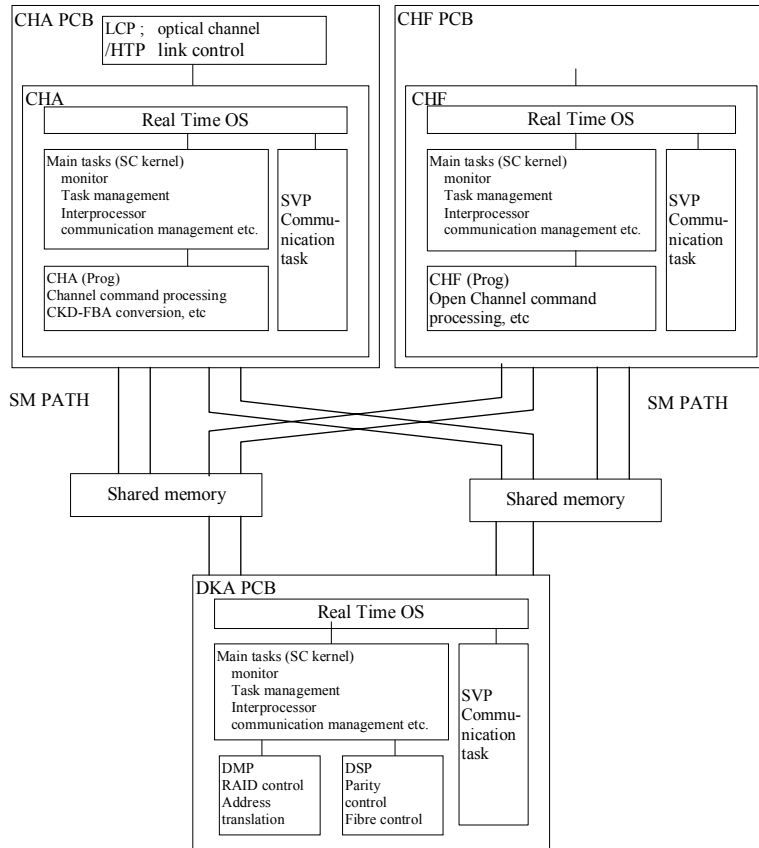 CHA PCB
LCP ; optical channel
/HTP link control
CHA
Real Time OS
Main tasks (SC kernel)
monitor
Task management
Interprocessor
communication management etc.
SVP
Commu-
nication
task
CHA (Prog)
Channel command processing
CKD-FBA conversion, etc
CHF PCB
CHF
Real Time OS
Main tasks (SC kernel)
monitor
Task management
Interprocessor
communication management etc.
SVP
Commu-
nication
task
CHF (Prog)
Open Channel command
processing, etc
SM PATH
SM PATH
Shared memory
Shared memory
DKA PCB
Real Time OS
Main tasks (SC kernel)
monitor
Task management
Interprocessor
communication management etc.
SVP
Commu-
nication
task
DMP
RAID control
Address
translation
DSP
Parity
control
Fibre control